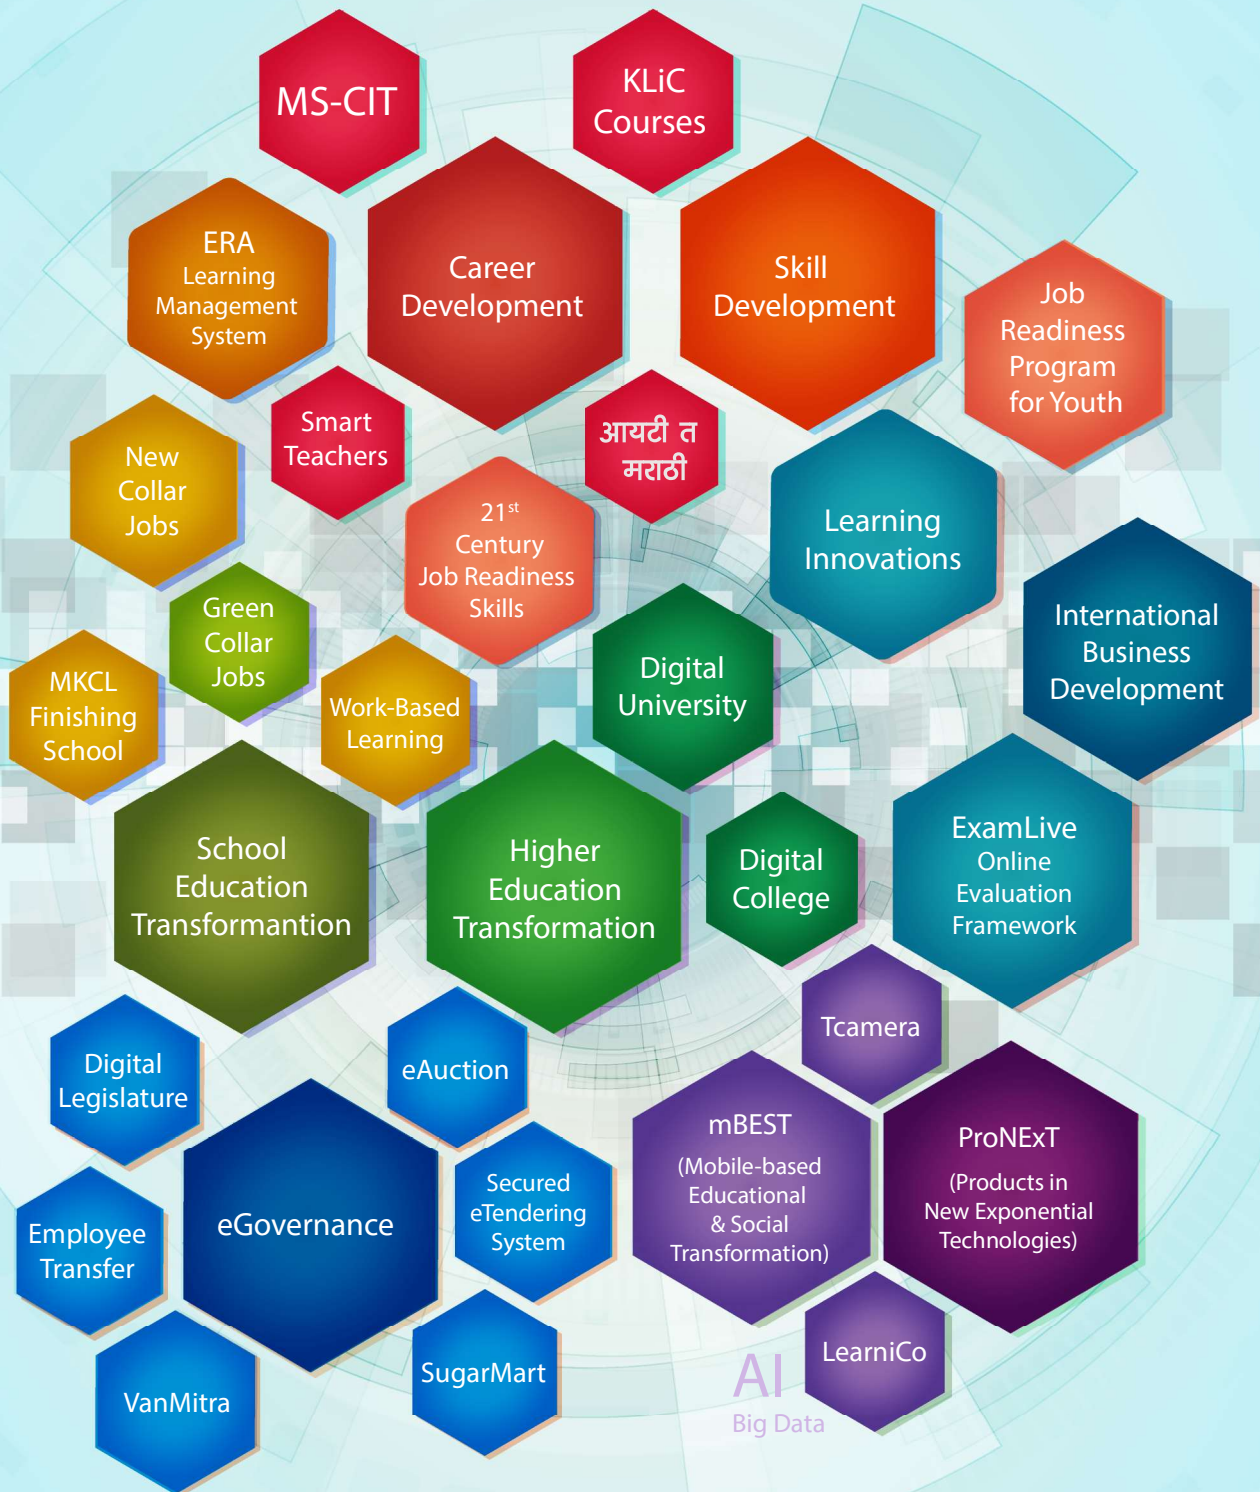 MS-CIT
KLiC
Courses
ERA
Learning
Management
System
Career
Development
Skill
Development
Job
Readiness
Program
for Youth
Smart
Teachers
आयटी त
मराठी
New
Collar
Jobs
21st
Century
Job Readiness
Skills
Learning
Innovations
International
Business
Development
Green
Collar
Jobs
MKCL
Finishing
School
Work-Based
Learning
Digital
University
School
Education
Transformantion
Higher
Education
Transformation
Digital
College
ExamLive
Online
Evaluation
Framework
Tcamera
Digital
Legislature
eAuction
mBEST
(Mobile-based
Educational
& Social
Transformation)
ProNExT
(Products in
New Exponential
Technologies)
Employee
Transfer
eGovernance
Secured
eTendering
System
VanMitra
SugarMart
LearniCo
AI
Big Data